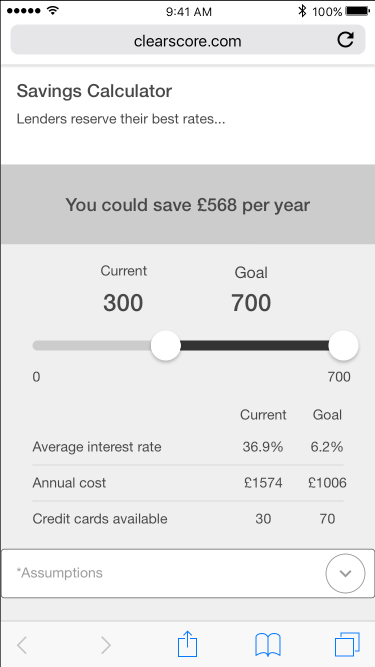 9:41 AM 100%
clearscore.com
Savings Calculator
Lenders reserve their best rates...
You could save £568 per year
Current Goal
300 700
0 700
Current Goal
Average interest rate 36.9% 6.2%
Annual cost £1574 £1006
Credit cards available 30 70
*Assumptions